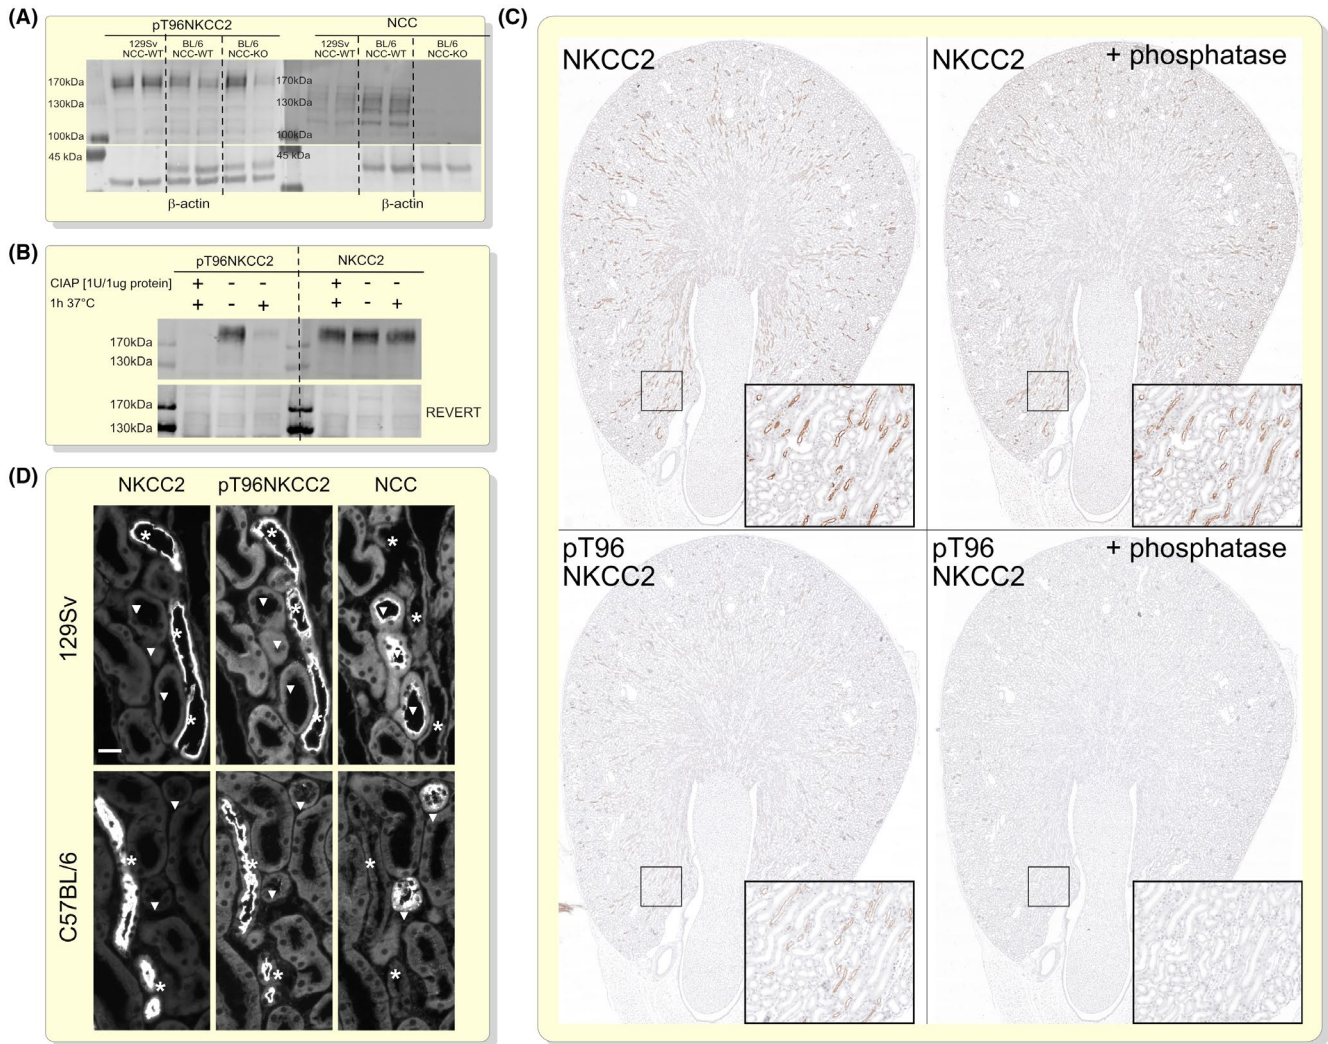 (A)
pT96NKCC2
NCC
129Sv
NCC-WT
BL/6
NCC-WT
BL/6
NCC-KO
129Sv
NCC-WT
BL/6
NCC-WT
BL/6
NCC-KO
170kDa
130kDa
100kDa
45 kDa
170kDa
130kDa
100kDa
45 kDa
β-actin
β-actin
(B)
pT96NKCC2
NKCC2
CIAP [1U/1ug protein]
+ - - + - -
1h 37°C
+ - + + - +
170kDa
130kDa
170kDa
130kDa
REVERT
(C)
NKCC2
NKCC2
+ phosphatase
pT96
NKCC2
pT96
NKCC2
+ phosphatase
(D)
NKCC2
pT96NKCC2
NCC
129Sv
C57BL/6